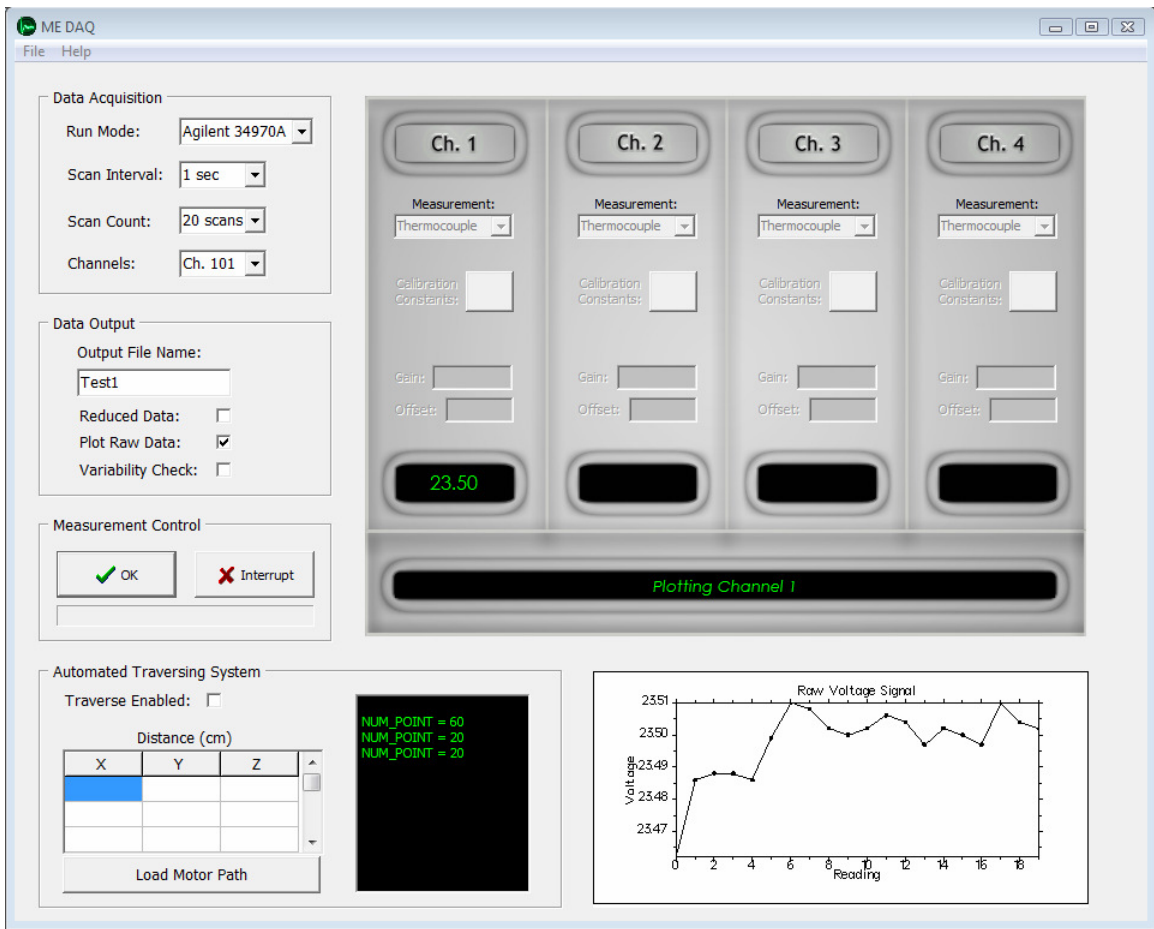 ME DAQ
File Help
Data Acquisition
Run Mode: Agilent 34970A
Scan Interval: 1 sec
Scan Count: 20 scans
Channels: Ch. 101
Data Output
Output File Name:
Test1
Reduced Data:
Plot Raw Data:
Variability Check:
Measurement Control
OK Interrupt
Ch. 1 Ch. 2 Ch. 3 Ch. 4
Measurement: Measurement: Measurement: Measurement:
Thermocouple Thermocouple Thermocouple Thermocouple
Calibration Calibration Calibration Calibration
Constants: Constants: Constants: Constants:
Gain: Gain: Gain: Gain:
Offset: Offset: Offset: Offset:
23.50
Plotting Channel 1
Automated Traversing System
Traverse Enabled:
Distance (cm)
X Y Z
Load Motor Path
NUM_POINT = 60
NUM_POINT = 20
NUM_POINT = 20
Raw Voltage Signal
Voltage
23.51
23.50
23.49
23.48
23.47
0 2 4 6 8 10 12 14 16 18
Reading